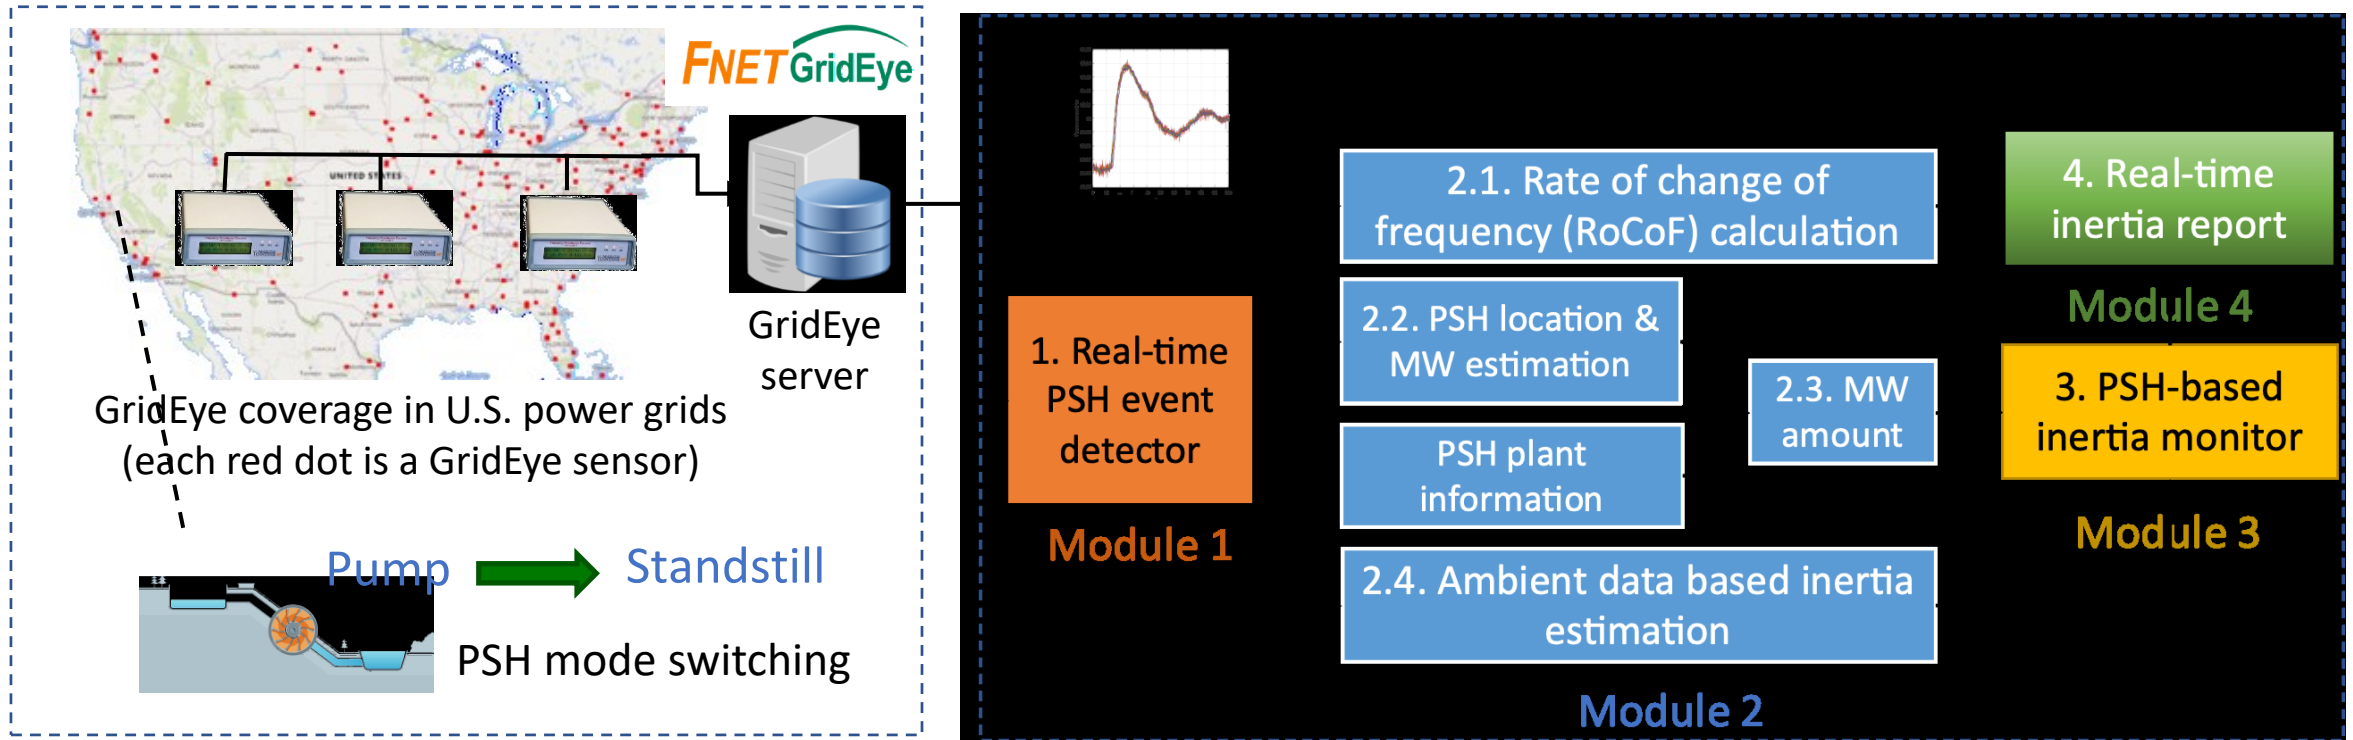 FNET GridEye
UNITED STATES
GridEye
server
GridEye coverage in U.S. power grids
(each red dot is a GridEye sensor)
Pump
Standstill
PSH mode switching
1. Real-time
PSH event
detector
Module 1
2.1. Rate of change of
frequency (RoCoF) calculation
2.2. PSH location &
MW estimation
PSH plant
information
2.3. MW
amount
2.4. Ambient data based inertia
estimation
Module 2
4. Real-time
inertia report
Module 4
3. PSH-based
inertia monitor
Module 3